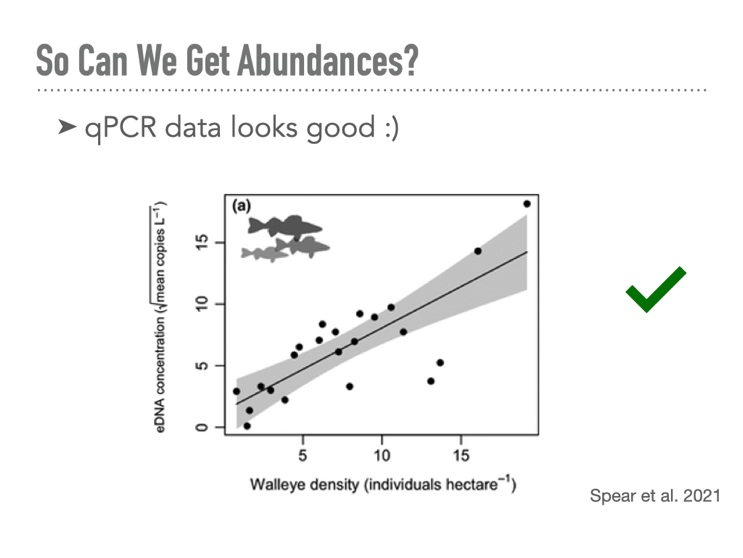 So Can We Get Abundances?
➤ qPCR data looks good :)
(a)
eDNA concentration (√mean copies L⁻¹)
15
10
5
0
5 10 15
Walleye density (individuals hectare⁻¹)
Spear et al. 2021